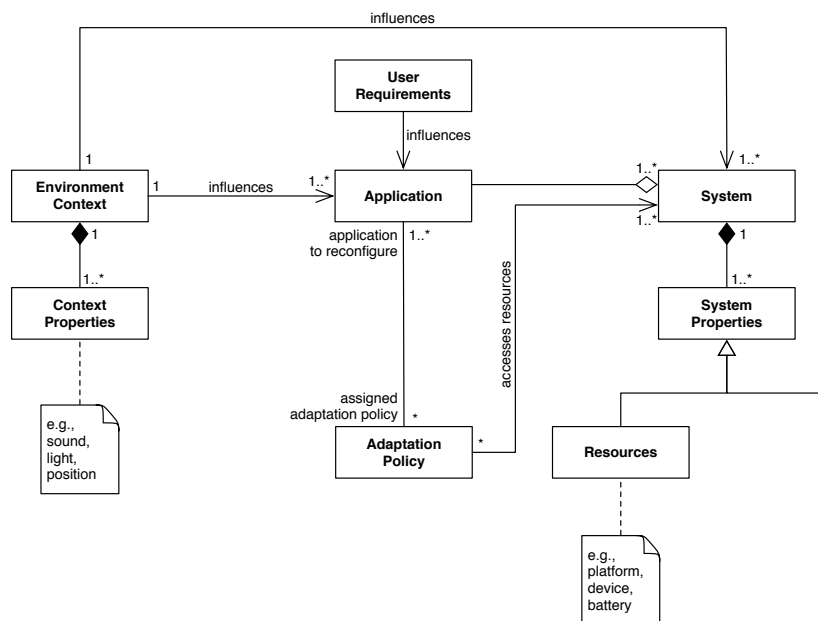 influences
User
Requirements
influences
1
1..*
1..*
Environment
Context
1
influences
1..*
Application
System
1..*
1
application
to reconfigure
1..*
1
1..*
1..*
Context
Properties
System
Properties
accesses resources
assigned
adaptation policy
*
e.g.,
sound,
light,
position
Adaptation
Policy
*
Resources
e.g.,
platform,
device,
battery